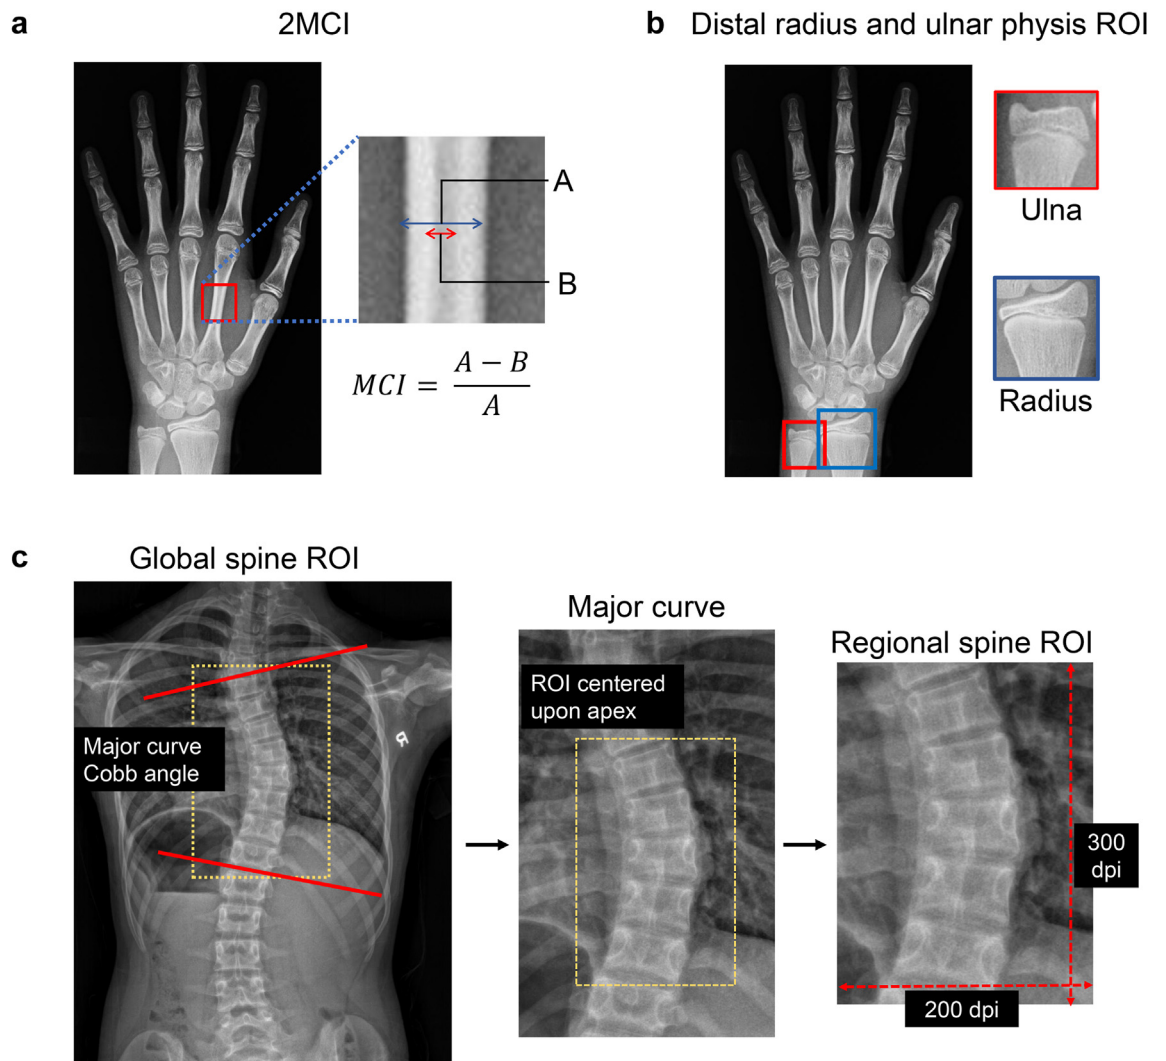 a
2MCI
A
B
MCI = (A − B) / A
b
Distal radius and ulnar physis ROI
Ulna
Radius
c
Global spine ROI
Major curve
Cobb angle
R
Major curve
ROI centered
upon apex
Regional spine ROI
300
dpi
200 dpi